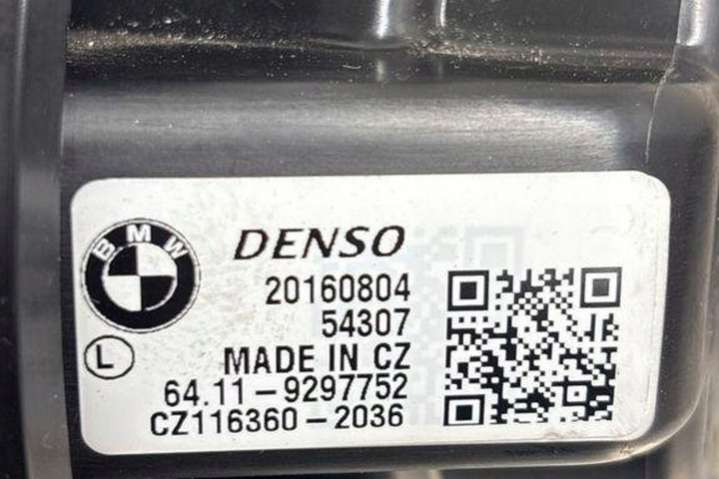 BMW
DENSO
20160804
54307
L
MADE IN CZ
64.11-9297752
CZ116360-2036